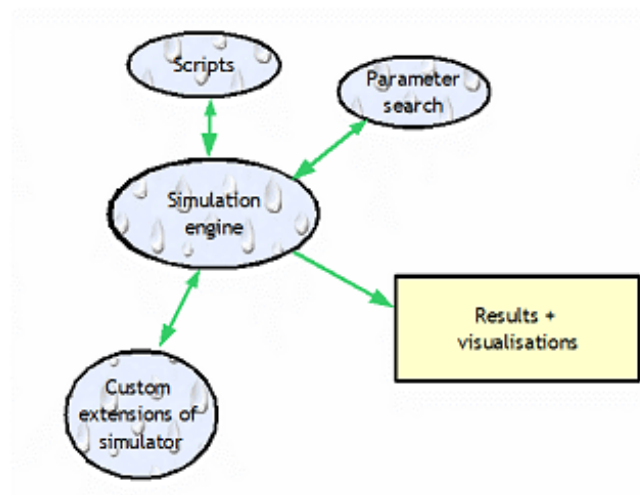 Scripts
Parameter
search
Simulation
engine
Results +
visualisations
Custom
extensions of
simulator